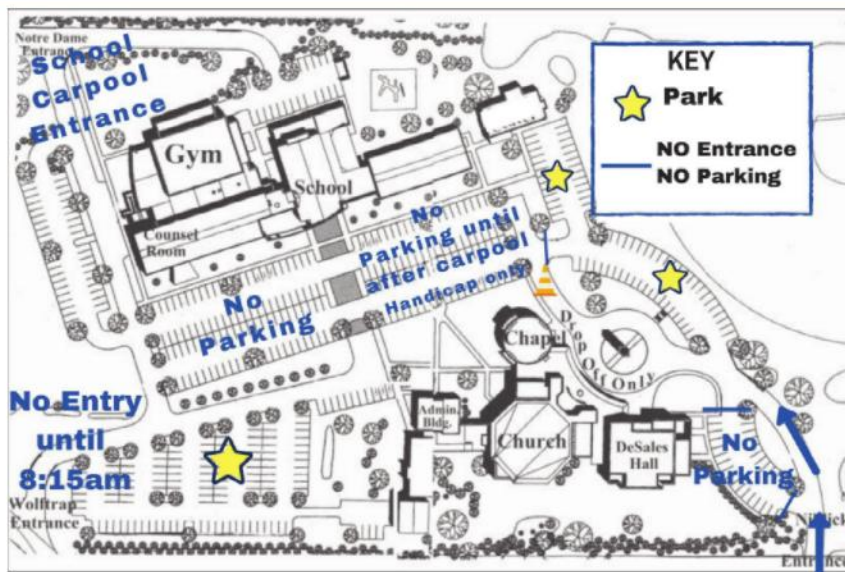 Notre Dame
Entrance
School
Carpool
Entrance
KEY
Park
NO Entrance
NO Parking
Gym
School
Counsel
Room
No
Parking until
after carpool
Handicap only
No
Parking
Drop Off Only
Chapel
No Entry
until
8:15am
Wolftrap
Entrance
Admin.
Bldg.
Church
DeSales
Hall
No
Parking
Entrance